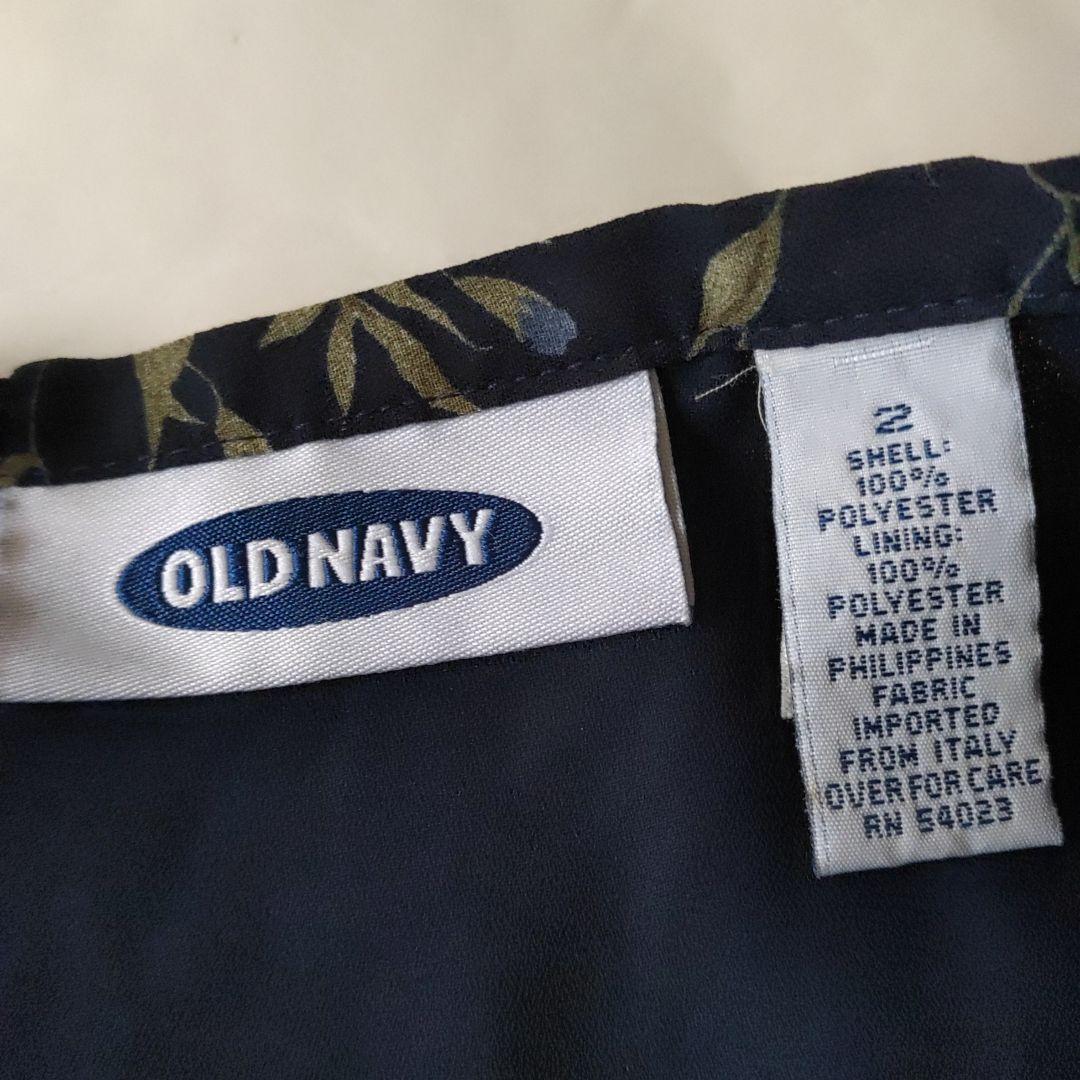 OLD NAVY
2
SHELL:
100%
POLYESTER
LINING:
100%
POLYESTER
MADE IN
PHILIPPINES
FABRIC
IMPORTED
FROM ITALY
OVER FOR CARE
RN 54023